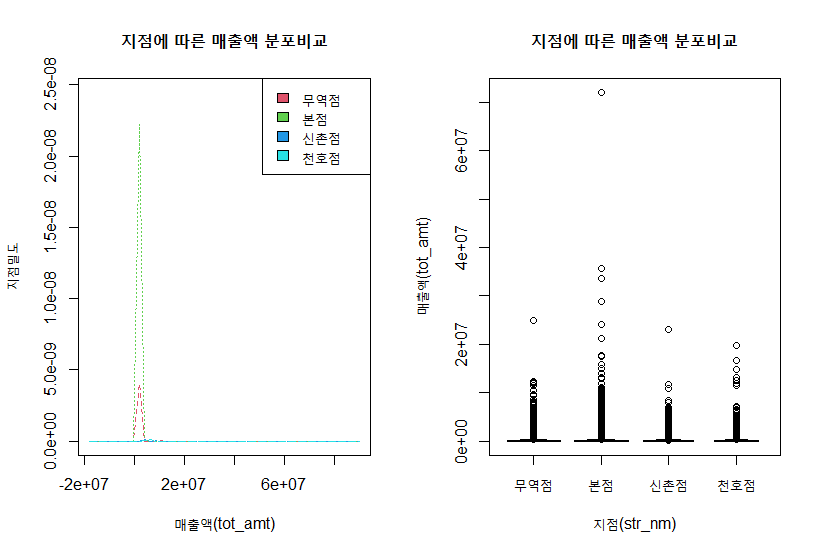 지점에 따른 매출액 분포비교
지점밀도
2.5e-08
2.0e-08
1.5e-08
1.0e-08
5.0e-09
0.0e+00
무역점
본점
신촌점
천호점
-2e+07 2e+07 6e+07
매출액(tot_amt)
지점에 따른 매출액 분포비교
매출액(tot_amt)
6e+07
4e+07
2e+07
0e+00
무역점 본점 신촌점 천호점
지점(str_nm)